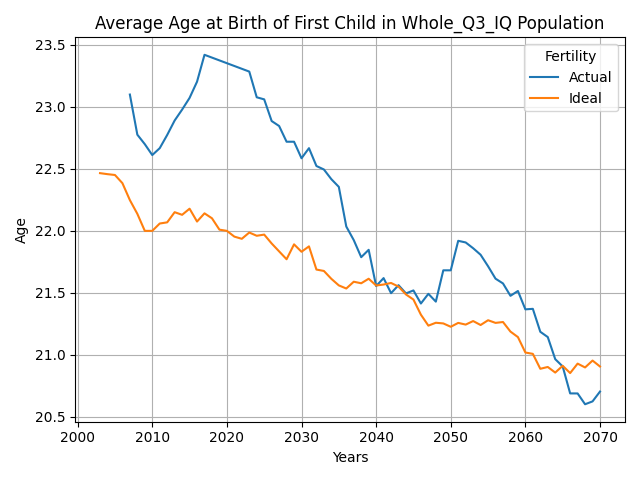 Average Age at Birth of First Child in Whole_Q3_IQ Population
Fertility
Actual
Ideal
23.5
23.0
22.5
22.0
21.5
21.0
20.5
Age
2000 2010 2020 2030 2040 2050 2060 2070
Years